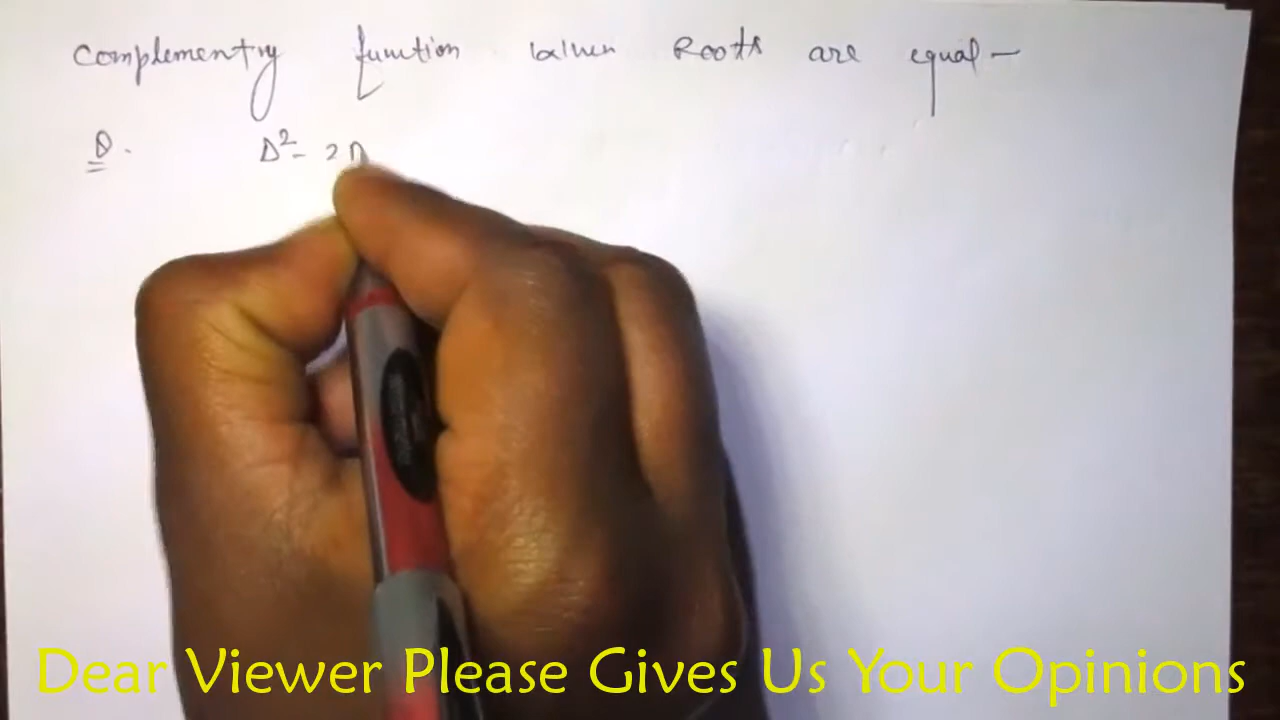 Complementry function when Roots are equal —
Q. D² - 2D
Dear Viewer Please Gives Us Your Opinions